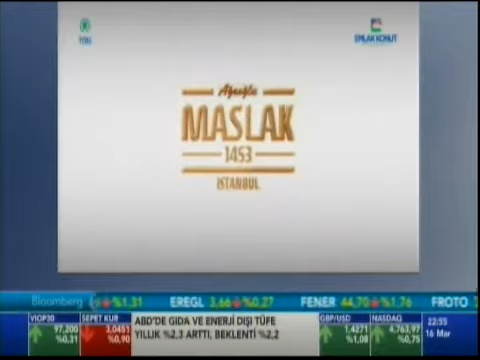 TOKİ
EMLAK KONUT
Ağaoğlu
MASLAK
1453
İSTANBUL
Bloomberg %1.31 EREGL 3.66 %0.27 FENER 44.70 %1.76 FROTO
VIOP30
97,200
%0,31
SEPET KUR
3,0451
%0,90
ABD'DE GIDA VE ENERJİ DIŞI TÜFE
YILLIK %2,3 ARTTI, BEKLENTİ %2,2
GBP/USD
1,4271
%1,08
NASDAQ
4,763,97
%0,75
22:55
16 Mar